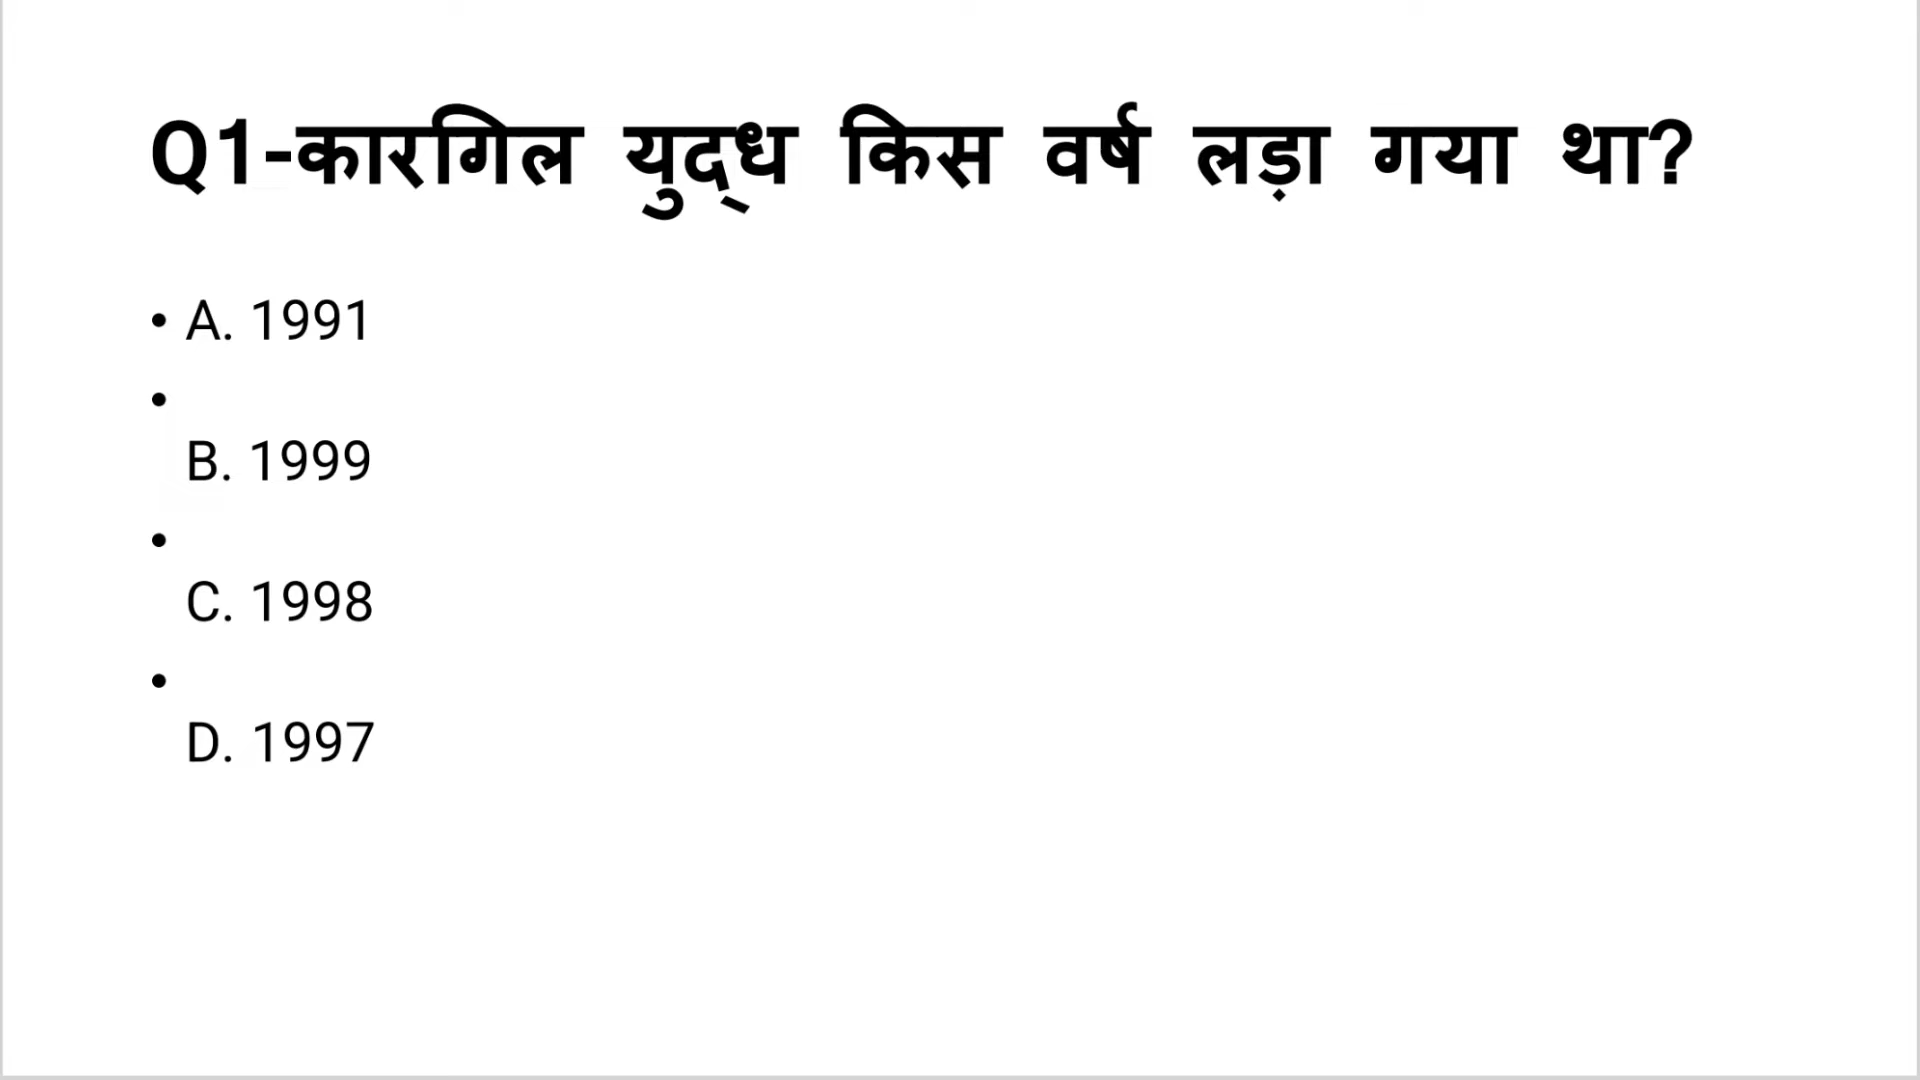 Q1-कारगिल युद्ध किस वर्ष लड़ा गया था?
• A. 1991
•
B. 1999
•
C. 1998
•
D. 1997